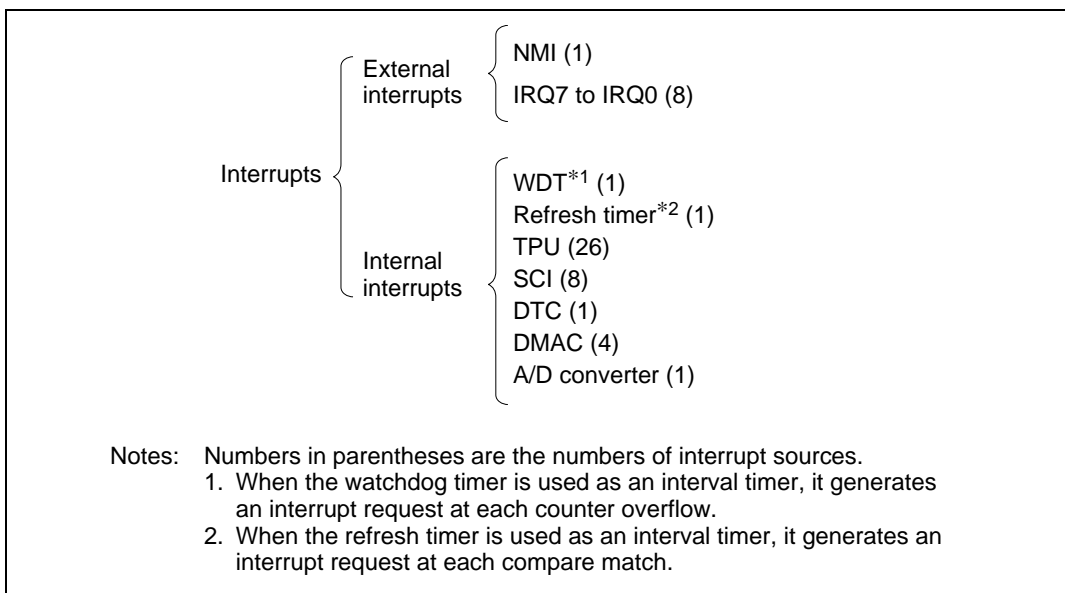 NMI (1)
External
interrupts
IRQ7 to IRQ0 (8)
Interrupts
WDT*1 (1)
Refresh timer*2 (1)
TPU (26)
Internal
interrupts
SCI (8)
DTC (1)
DMAC (4)
A/D converter (1)
Notes: Numbers in parentheses are the numbers of interrupt sources.
1. When the watchdog timer is used as an interval timer, it generates
an interrupt request at each counter overflow.
2. When the refresh timer is used as an interval timer, it generates an
interrupt request at each compare match.